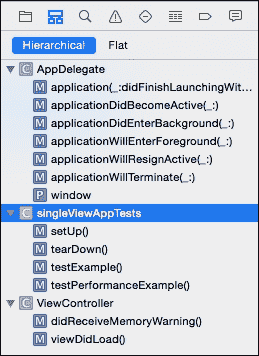 Hierarchical Flat
C AppDelegate
M application(_:didFinishLaunchingWit...
M applicationDidBecomeActive(_:)
M applicationDidEnterBackground(_:)
M applicationWillEnterForeground(_:)
M applicationWillResignActive(_:)
M applicationWillTerminate(_:)
P window
C singleViewAppTests
M setUp()
M tearDown()
M testExample()
M testPerformanceExample()
C ViewController
M didReceiveMemoryWarning()
M viewDidLoad()